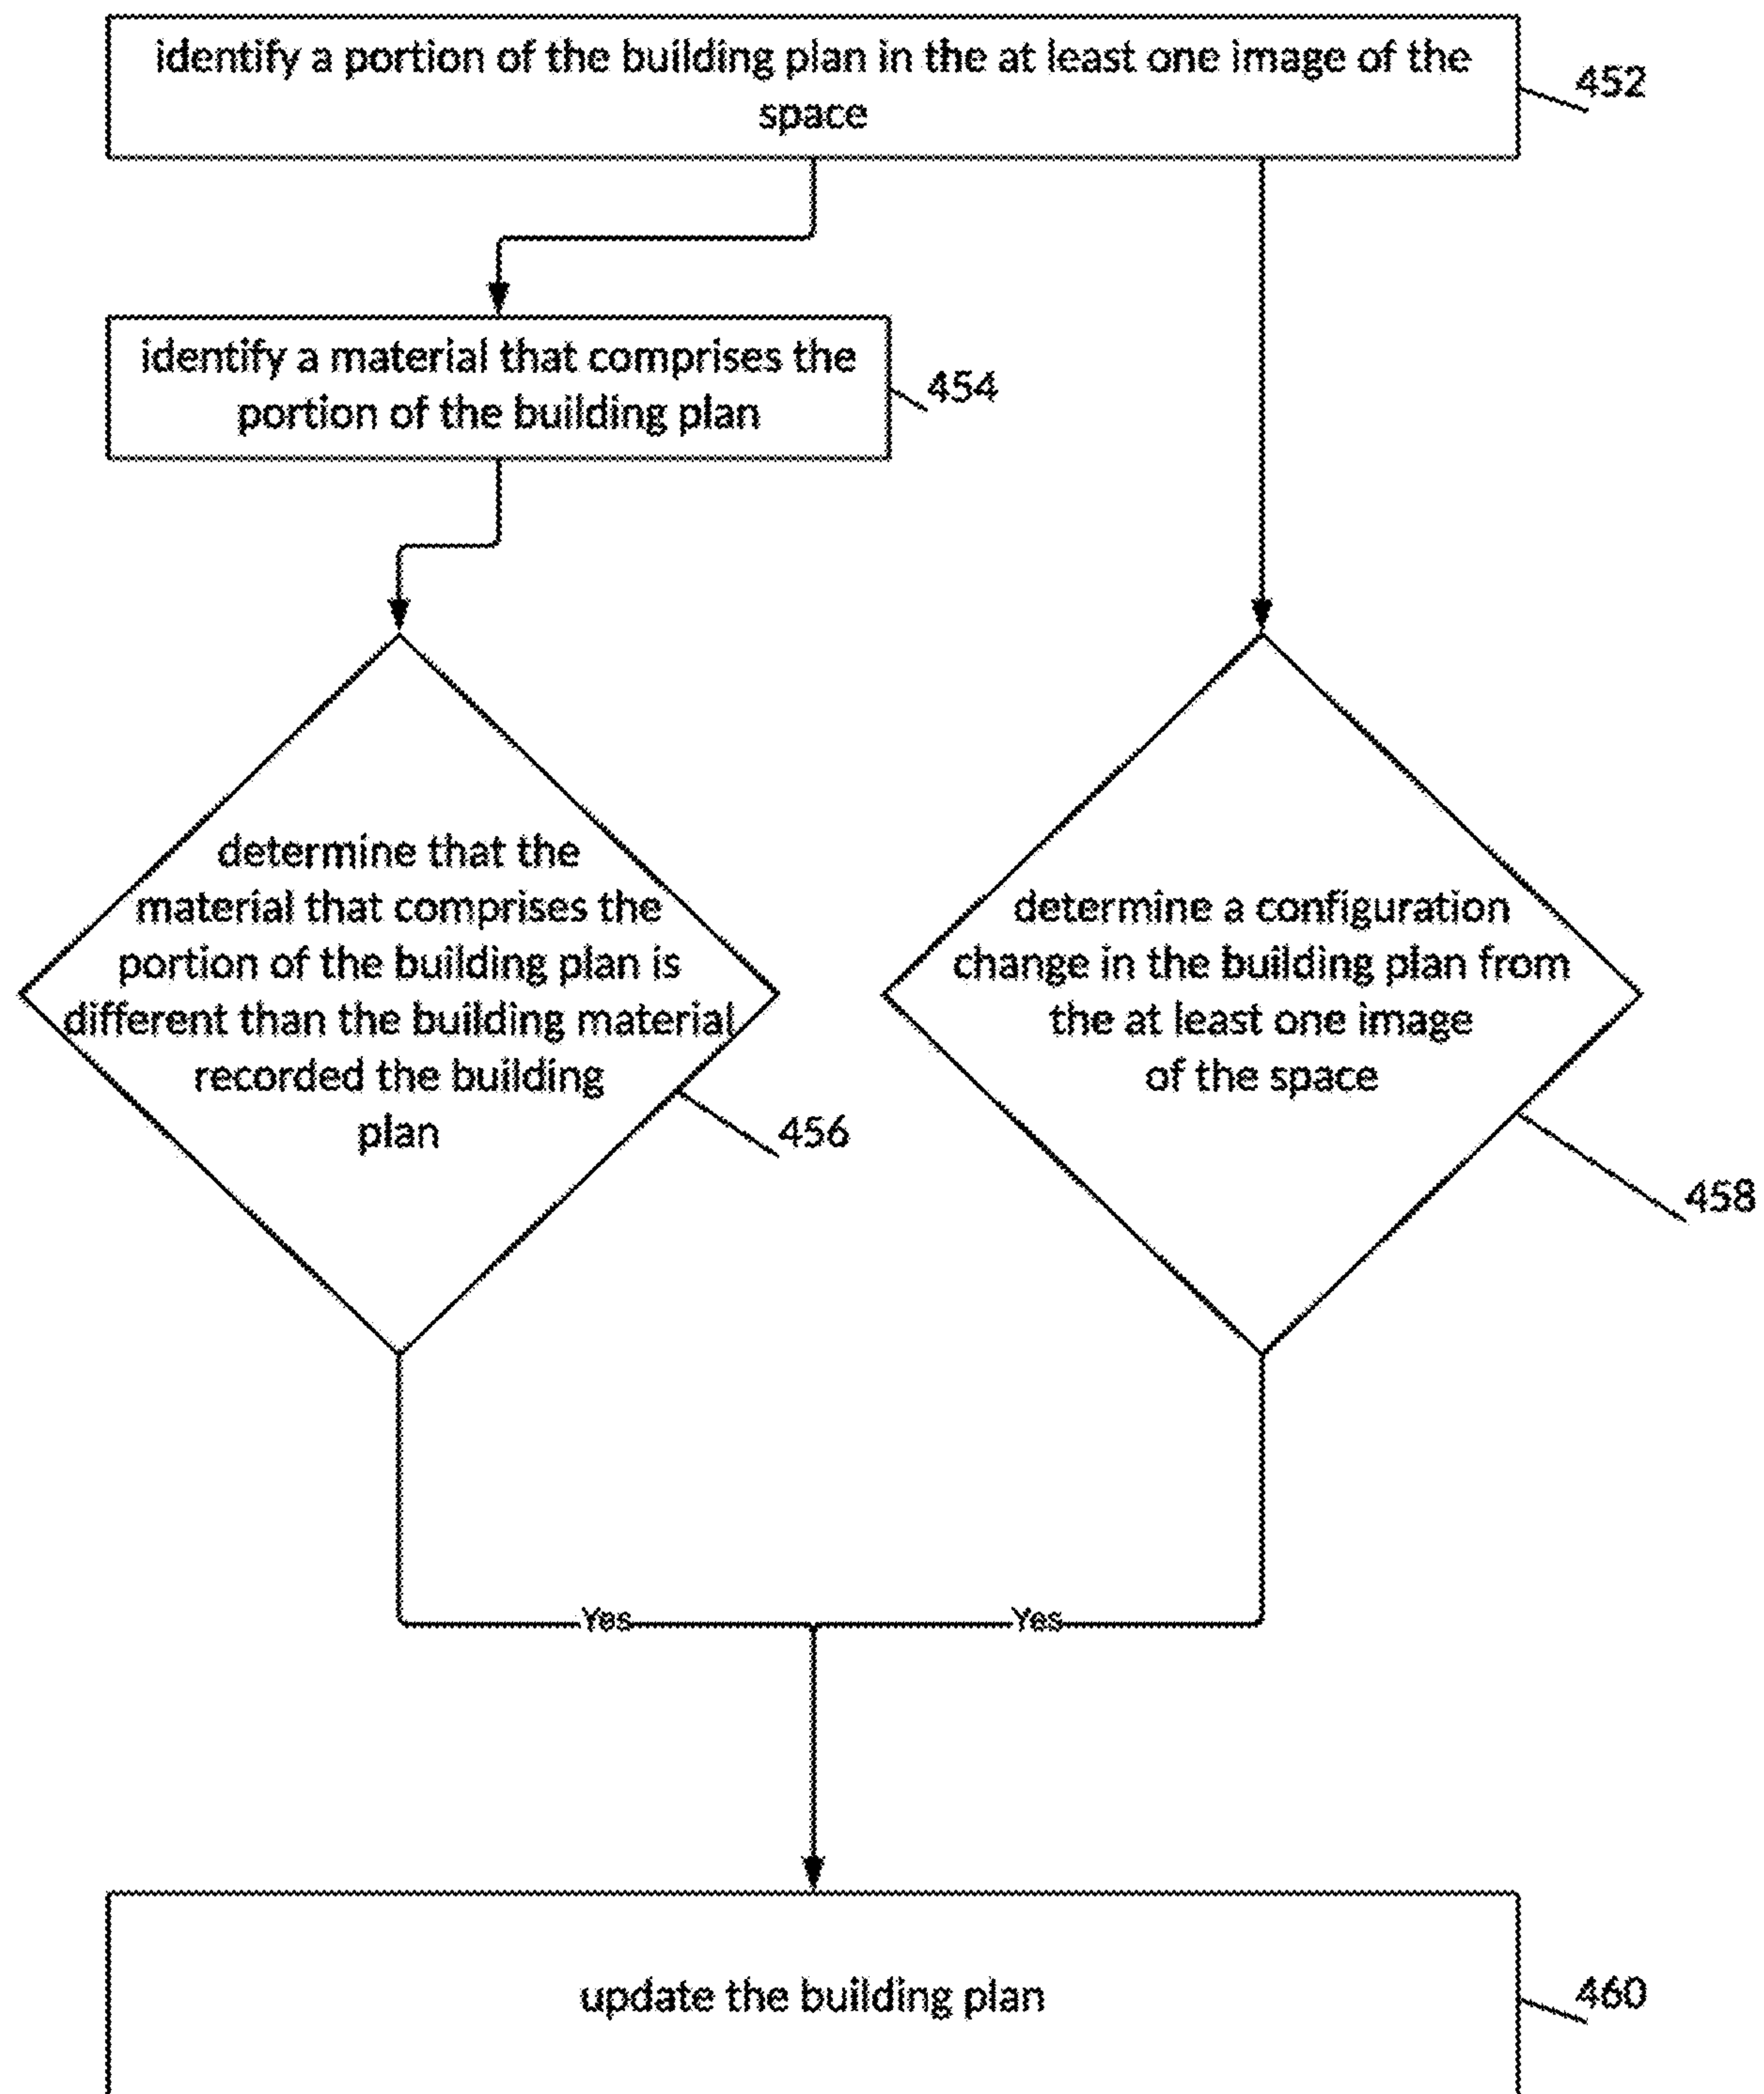 identify a portion of the building plan in the at least one image of the
space
452
identify a material that comprises the
portion of the building plan
454
determine that the
material that comprises the
portion of the building plan is
different than the building material
recorded the building
plan
456
determine a configuration
change in the building plan from
the at least one image
of the space
458
Yes
Yes
update the building plan
460